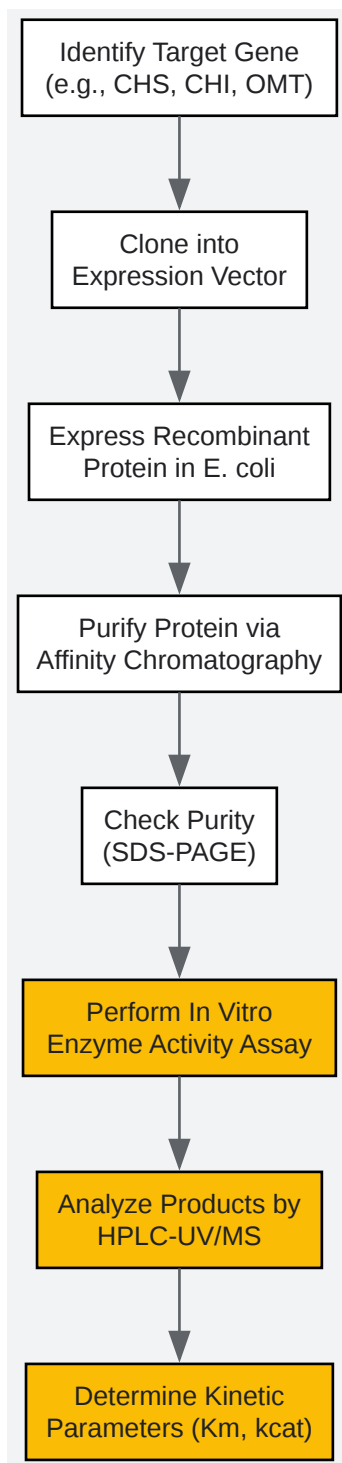 Identify Target Gene
(e.g., CHS, CHI, OMT)
Clone into
Expression Vector
Express Recombinant
Protein in E. coli
Purify Protein via
Affinity Chromatography
Check Purity
(SDS-PAGE)
Perform In Vitro
Enzyme Activity Assay
Analyze Products by
HPLC-UV/MS
Determine Kinetic
Parameters (Km, kcat)